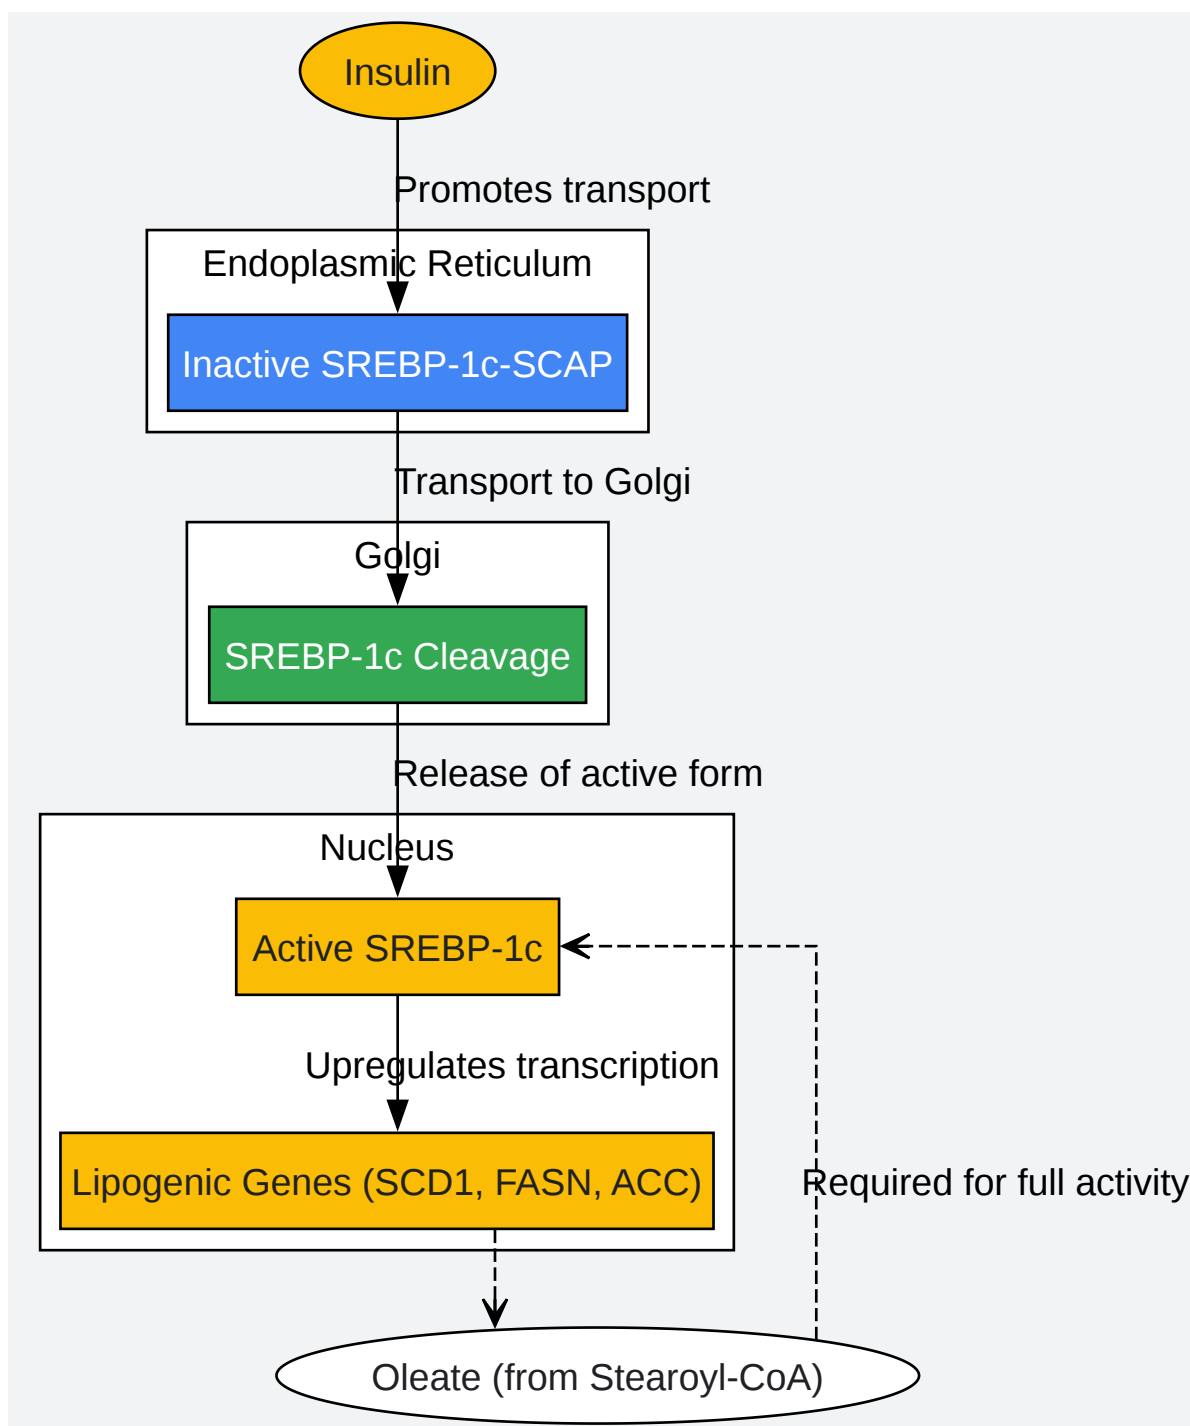 Insulin
Promotes transport
Endoplasmic Reticulum
Inactive SREBP-1c-SCAP
Transport to Golgi
Golgi
SREBP-1c Cleavage
Release of active form
Nucleus
Active SREBP-1c
Upregulates transcription
Lipogenic Genes (SCD1, FASN, ACC)
Required for full activity
Oleate (from Stearoyl-CoA)